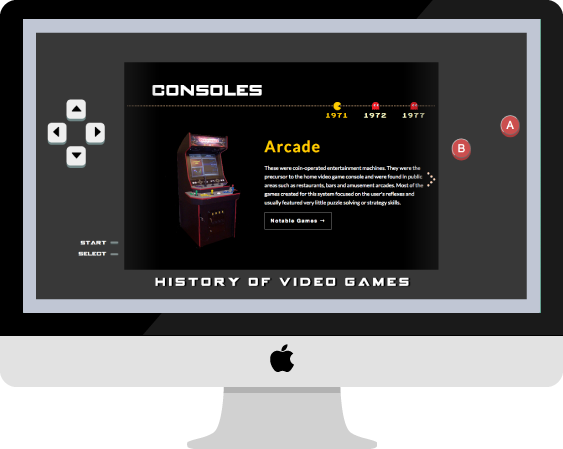 CONSOLES
1971 1972 1977
Arcade
These were coin-operated entertainment machines. They were the
precursor to the home video game console and were found in public
areas such as restaurants, bars and amusement arcades. Most of the
games created for this system focused on the user's reflexes and
usually featured very little puzzle solving or strategy skills.
Notable Games →
A
B
START
SELECT
HISTORY OF VIDEO GAMES